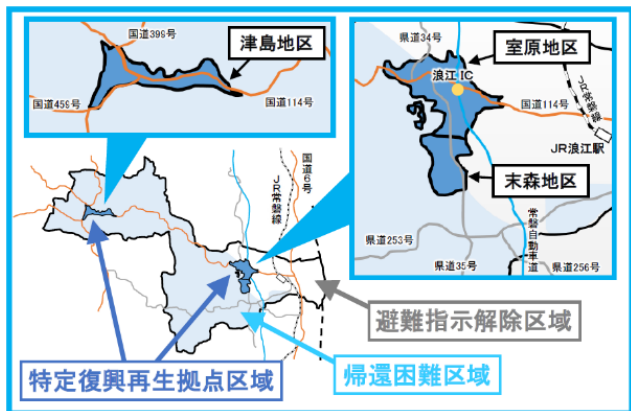 国道399号
津島地区
国道459号
国道114号
県道34号
室原地区
浪江IC
国道114号
JR常磐線
JR浪江駅
末森地区
県道253号
県道35号
常磐自動車道
県道256号
JR常磐線
国道6号
避難指示解除区域
帰還困難区域
特定復興再生拠点区域